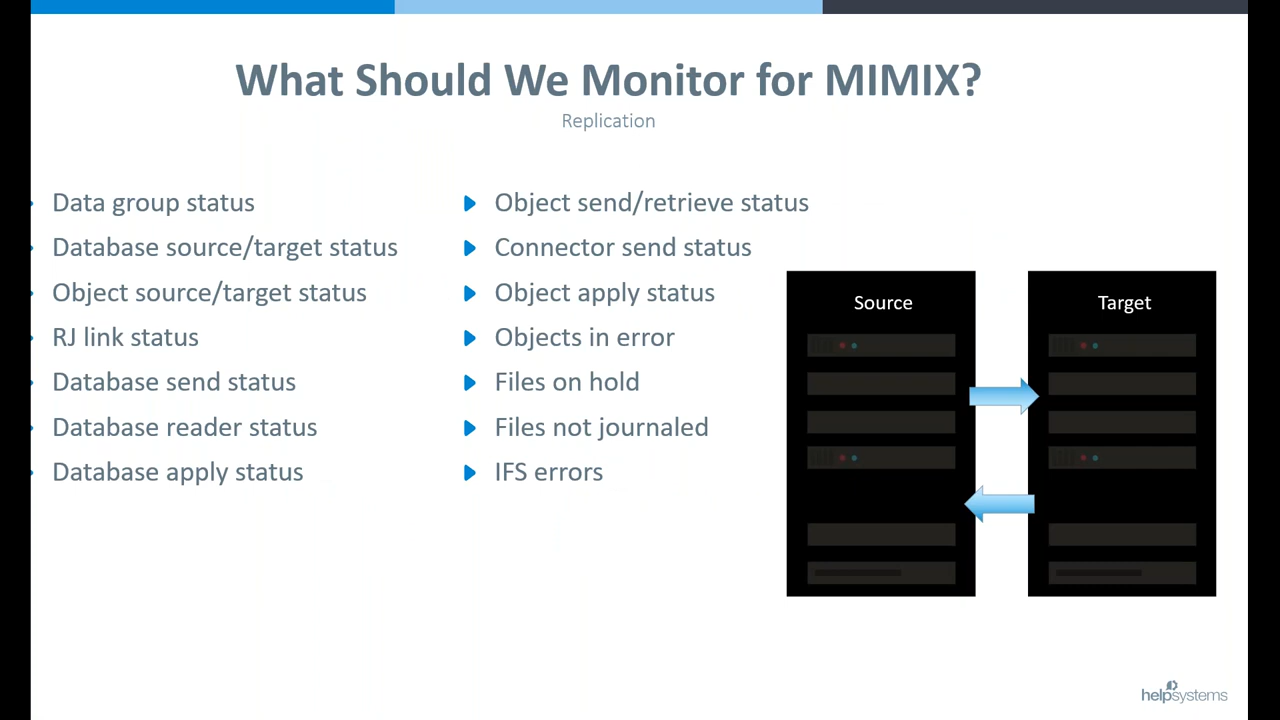 What Should We Monitor for MIMIX?
Replication
Data group status
Database source/target status
Object source/target status
RJ link status
Database send status
Database reader status
Database apply status
Object send/retrieve status
Connector send status
Object apply status
Objects in error
Files on hold
Files not journaled
IFS errors
Source
Target
helpsystems